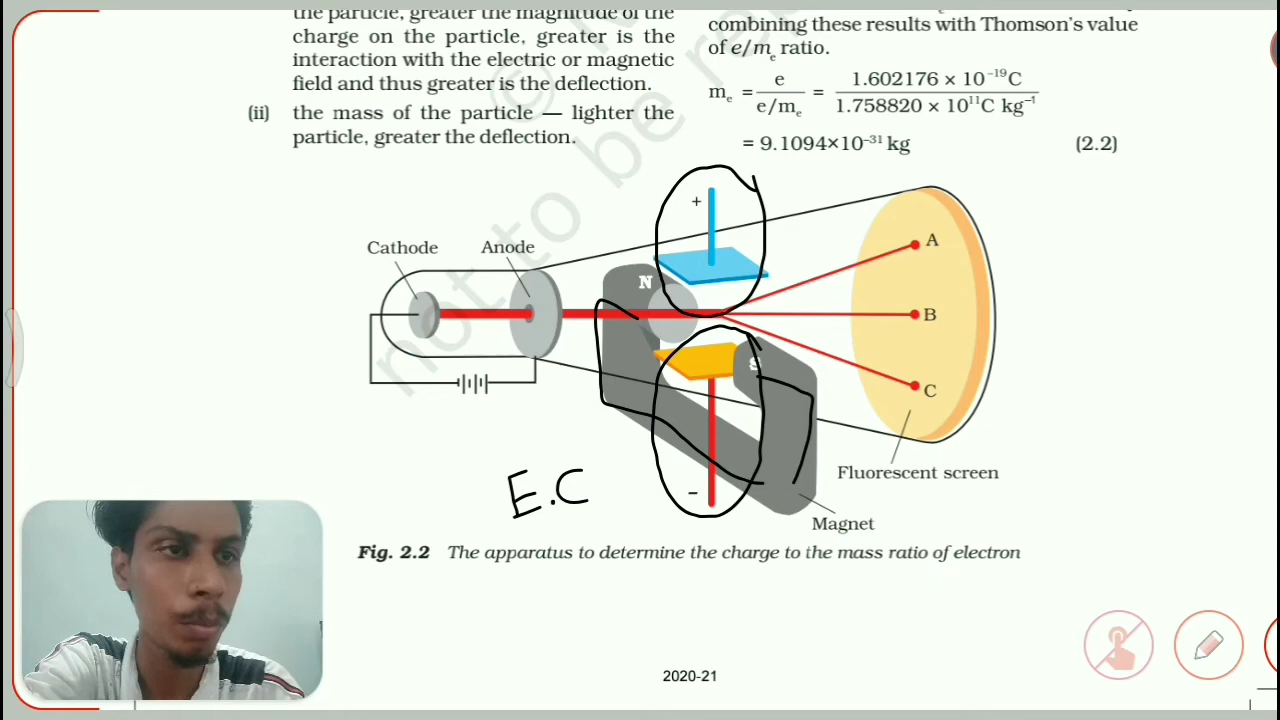 the particle, greater the magnitude of the
charge on the particle, greater is the
interaction with the electric or magnetic
field and thus greater is the deflection.
(ii) the mass of the particle — lighter the
particle, greater the deflection.
combining these results with Thomson's value
of e/mₑ ratio.
mₑ = e / e/mₑ = 1.602176 × 10⁻¹⁹C / 1.758820 × 10¹¹C kg⁻¹
= 9.1094×10⁻³¹ kg (2.2)
+
Cathode Anode
A
N
B
S
C
Fluorescent screen
E.C
-
Magnet
Fig. 2.2 The apparatus to determine the charge to the mass ratio of electron
2020-21
not to be rep